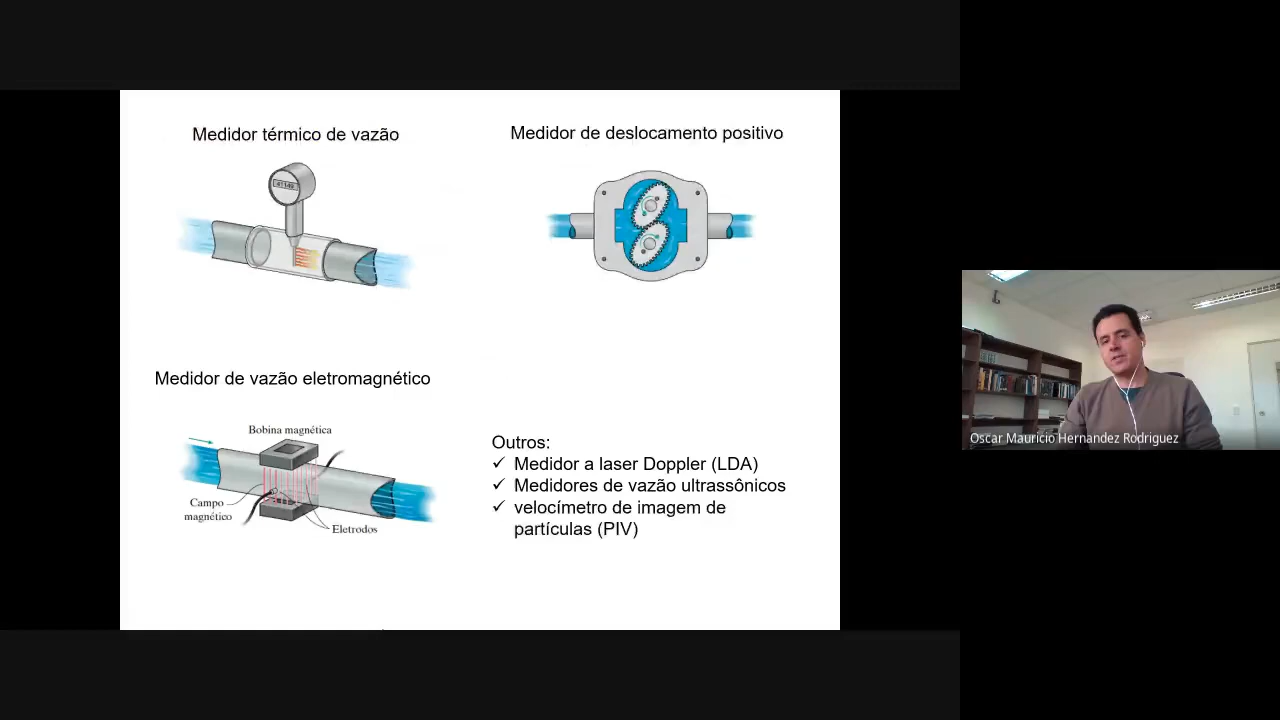 Medidor térmico de vazão
Medidor de deslocamento positivo
Medidor de vazão eletromagnético
Bobina magnética
Campo
magnético
Eletrodos
Outros:
✓ Medidor a laser Doppler (LDA)
✓ Medidores de vazão ultrassônicos
✓ velocímetro de imagem de
partículas (PIV)
Oscar Mauricio Hernandez Rodriguez